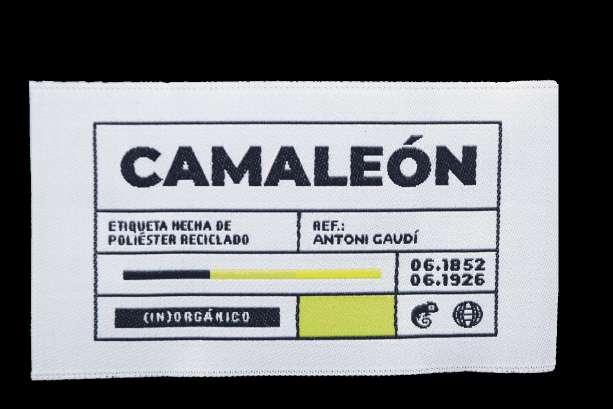 CAMALEÓN
ETIQUETA HECHA DE
POLIÉSTER RECICLADO
REF.:
ANTONI GAUDÍ
06.1852
06.1926
(IN)ORGÁNICO